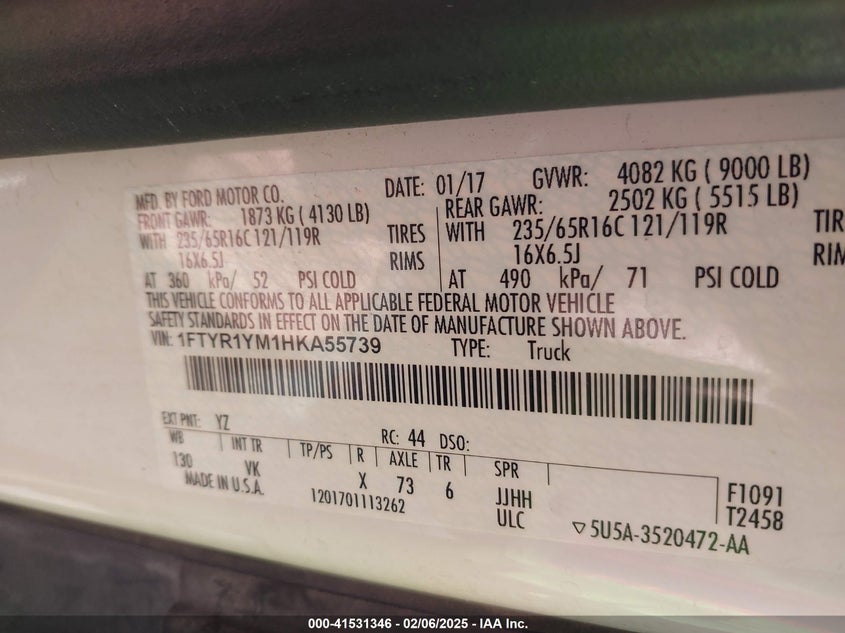 MFD. BY FORD MOTOR CO. DATE: 01/17 GVWR: 4082 KG ( 9000 LB)
FRONT GAWR: 1873 KG ( 4130 LB) REAR GAWR: 2502 KG ( 5515 LB)
WITH 235/65R16C 121/119R TIRES WITH 235/65R16C 121/119R TIR
16X6.5J RIMS 16X6.5J RIM
AT 360 kPa/ 52 PSI COLD AT 490 kPa/ 71 PSI COLD
THIS VEHICLE CONFORMS TO ALL APPLICABLE FEDERAL MOTOR VEHICLE
SAFETY STANDARDS IN EFFECT ON THE DATE OF MANUFACTURE SHOWN ABOVE.
VIN: 1FTYR1YM1HKA55739 TYPE: Truck
EXT PNT: YZ RC: 44 DSO:
WB INT TR TP/PS R AXLE TR SPR
130 VK X 73 6 JJHH F1091
MADE IN U.S.A. 1201701113262 ULC T2458
▽5U5A-3520472-AA
000-41531346 - 02/06/2025 - IAA Inc.